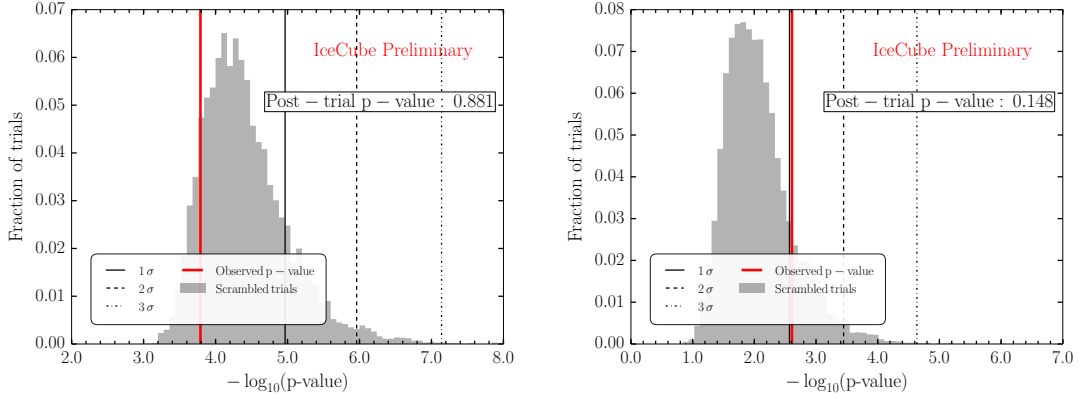 IceCube Preliminary
Post − trial p − value : 0.881
Fraction of trials
0.07
0.06
0.05
0.04
0.03
0.02
0.01
0.00
1 σ
2 σ
3 σ
Observed p − value
Scrambled trials
2.0 3.0 4.0 5.0 6.0 7.0 8.0
− log₁₀(p-value)
IceCube Preliminary
Post − trial p − value : 0.148
Fraction of trials
0.08
0.07
0.06
0.05
0.04
0.03
0.02
0.01
0.00
1 σ
2 σ
3 σ
Observed p − value
Scrambled trials
0.0 1.0 2.0 3.0 4.0 5.0 6.0 7.0
− log₁₀(p-value)